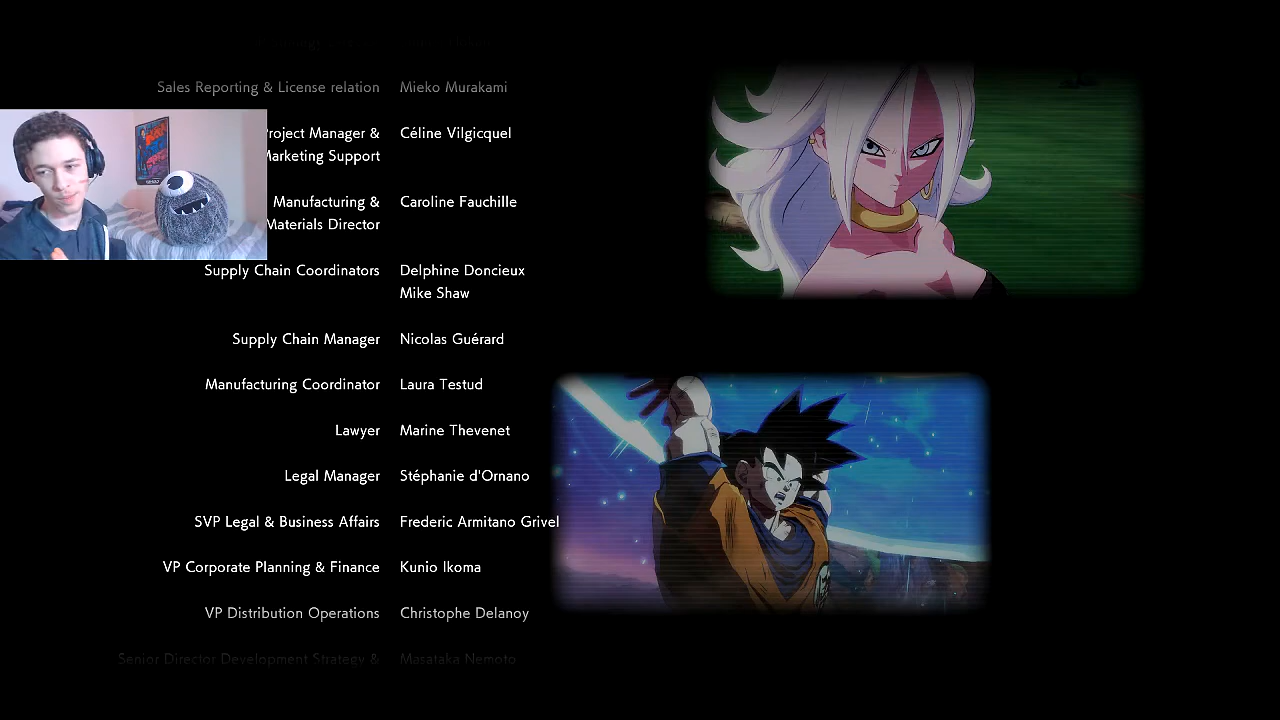 Sales Reporting & License relation Mieko Murakami
Project Manager & Céline Vilgicquel
Marketing Support
Manufacturing & Caroline Fauchille
Materials Director
Supply Chain Coordinators Delphine Doncieux
Mike Shaw
Supply Chain Manager Nicolas Guérard
Manufacturing Coordinator Laura Testud
Lawyer Marine Thevenet
Legal Manager Stéphanie d'Ornano
SVP Legal & Business Affairs Frederic Armitano Grivel
VP Corporate Planning & Finance Kunio Ikoma
VP Distribution Operations Christophe Delanoy
Senior Director Development Strategy & Masataka Nemoto